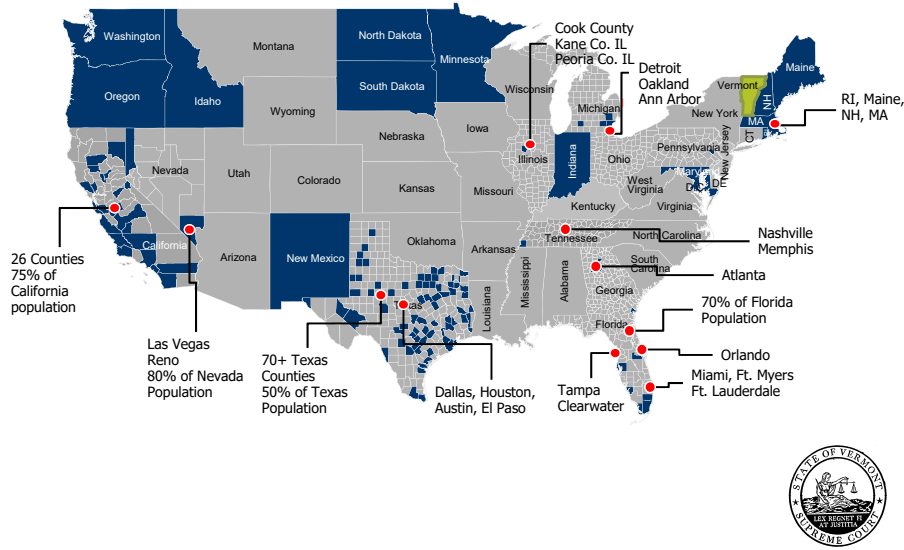 Washington
Montana
North Dakota
Minnesota
Oregon
Idaho
South Dakota
Wyoming
Wisconsin
Michigan
Vermont
Maine
NH
New York
MA
CT
Cook County
Kane Co. IL
Peoria Co. IL
Detroit
Oakland
Ann Arbor
RI, Maine,
NH, MA
Nevada
Utah
Colorado
Nebraska
Iowa
Kansas
Missouri
Illinois
Indiana
Ohio
Pennsylvania
New Jersey
Maryland
DE
D.C.
West
Virginia
Virginia
Kentucky
California
Arizona
New Mexico
Oklahoma
Arkansas
Tennessee
North Carolina
South
Carolina
Texas
Louisiana
Mississippi
Alabama
Georgia
Florida
26 Counties
75% of
California
population
Las Vegas
Reno
80% of Nevada
Population
70+ Texas
Counties
50% of Texas
Population
Dallas, Houston,
Austin, El Paso
Nashville
Memphis
Atlanta
70% of Florida
Population
Orlando
Tampa
Clearwater
Miami, Ft. Myers
Ft. Lauderdale
STATE OF VERMONT
LEX REGNET FI
AT JUSTITIA
SUPREME COURT